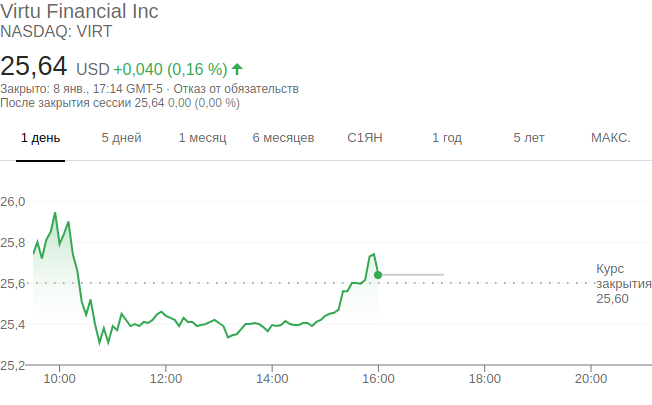 Virtu Financial Inc
NASDAQ: VIRT
25,64 USD +0,040 (0,16 %)
Закрыто: 8 янв., 17:14 GMT-5 · Отказ от обязательств
После закрытия сессии 25,64 0,00 (0,00 %)
1 день 5 дней 1 месяц 6 месяцев С1ЯН 1 год 5 лет МАКС.
26,0
25,8
25,6
25,4
25,2
Курс
закрытия
25,60
10:00 12:00 14:00 16:00 18:00 20:00